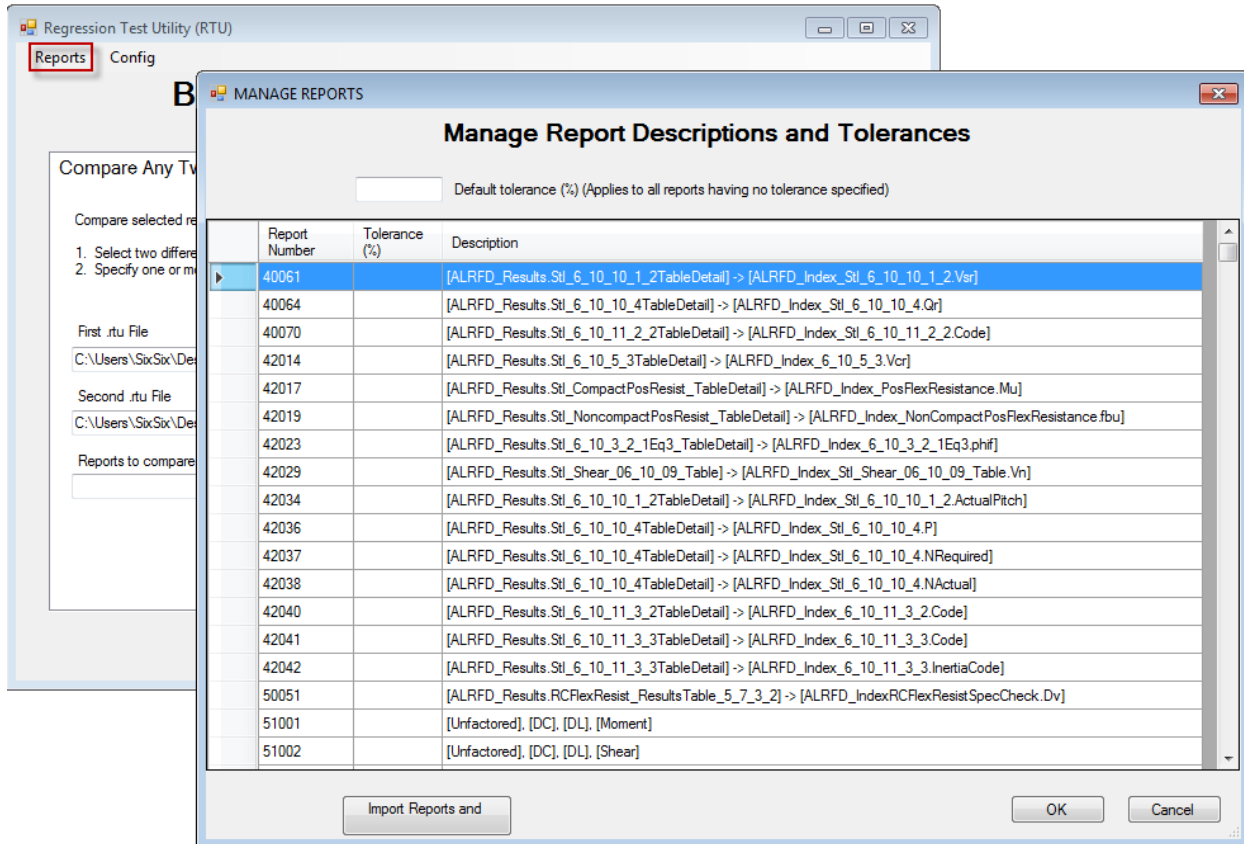 Regression Test Utility (RTU)
Reports Config
B
Compare Any Tw
Compare selected re
1. Select two differe
2. Specify one or mo
First .rtu File
C:\Users\SixSix\Des
Second .rtu File
C:\Users\SixSix\Des
Reports to compare
MANAGE REPORTS
Manage Report Descriptions and Tolerances
Default tolerance (%) (Applies to all reports having no tolerance specified)
Report Number Tolerance (%) Description
40061 [ALRFD_Results.Stl_6_10_10_1_2TableDetail] -> [ALRFD_Index_Stl_6_10_10_1_2.Vsr]
40064 [ALRFD_Results.Stl_6_10_10_4TableDetail] -> [ALRFD_Index_Stl_6_10_10_4.Qr]
40070 [ALRFD_Results.Stl_6_10_11_2_2TableDetail] -> [ALRFD_Index_Stl_6_10_11_2_2.Code]
42014 [ALRFD_Results.Stl_6_10_5_3TableDetail] -> [ALRFD_Index_6_10_5_3.Vcr]
42017 [ALRFD_Results.Stl_CompactPosResist_TableDetail] -> [ALRFD_Index_PosFlexResistance.Mu]
42019 [ALRFD_Results.Stl_NoncompactPosResist_TableDetail] -> [ALRFD_Index_NonCompactPosFlexResistance.fbu]
42023 [ALRFD_Results.Stl_6_10_3_2_1Eq3_TableDetail] -> [ALRFD_Index_6_10_3_2_1Eq3.phif]
42029 [ALRFD_Results.Stl_Shear_06_10_09_Table] -> [ALRFD_Index_Stl_Shear_06_10_09_Table.Vn]
42034 [ALRFD_Results.Stl_6_10_10_1_2TableDetail] -> [ALRFD_Index_Stl_6_10_10_1_2.ActualPitch]
42036 [ALRFD_Results.Stl_6_10_10_4TableDetail] -> [ALRFD_Index_Stl_6_10_10_4.P]
42037 [ALRFD_Results.Stl_6_10_10_4TableDetail] -> [ALRFD_Index_Stl_6_10_10_4.NRequired]
42038 [ALRFD_Results.Stl_6_10_10_4TableDetail] -> [ALRFD_Index_Stl_6_10_10_4.NActual]
42040 [ALRFD_Results.Stl_6_10_11_3_2TableDetail] -> [ALRFD_Index_6_10_11_3_2.Code]
42041 [ALRFD_Results.Stl_6_10_11_3_3TableDetail] -> [ALRFD_Index_6_10_11_3_3.Code]
42042 [ALRFD_Results.Stl_6_10_11_3_3TableDetail] -> [ALRFD_Index_6_10_11_3_3.InertiaCode]
50051 [ALRFD_Results.RCFlexResist_ResultsTable_5_7_3_2] -> [ALRFD_IndexRCFlexResistSpecCheck.Dv]
51001 [Unfactored], [DC], [DL], [Moment]
51002 [Unfactored], [DC], [DL], [Shear]
Import Reports and
OK Cancel